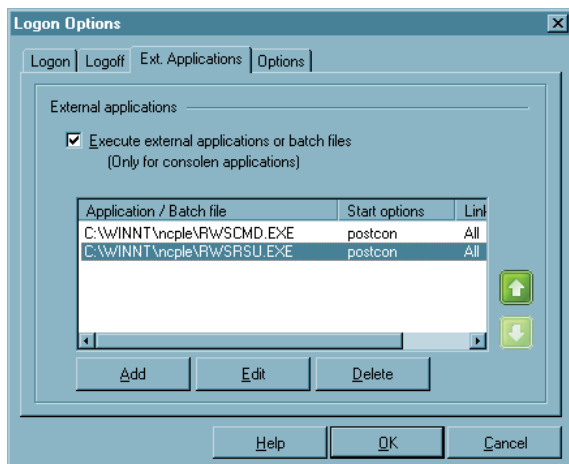 Logon Options
Logon Logoff Ext. Applications Options
External applications
Execute external applications or batch files
(Only for consolen applications)
Application / Batch file Start options Link
C:\WINNT\ncple\RWSCMD.EXE postcon All
C:\WINNT\ncple\RWSRSU.EXE postcon All
Add Edit Delete
Help OK Cancel